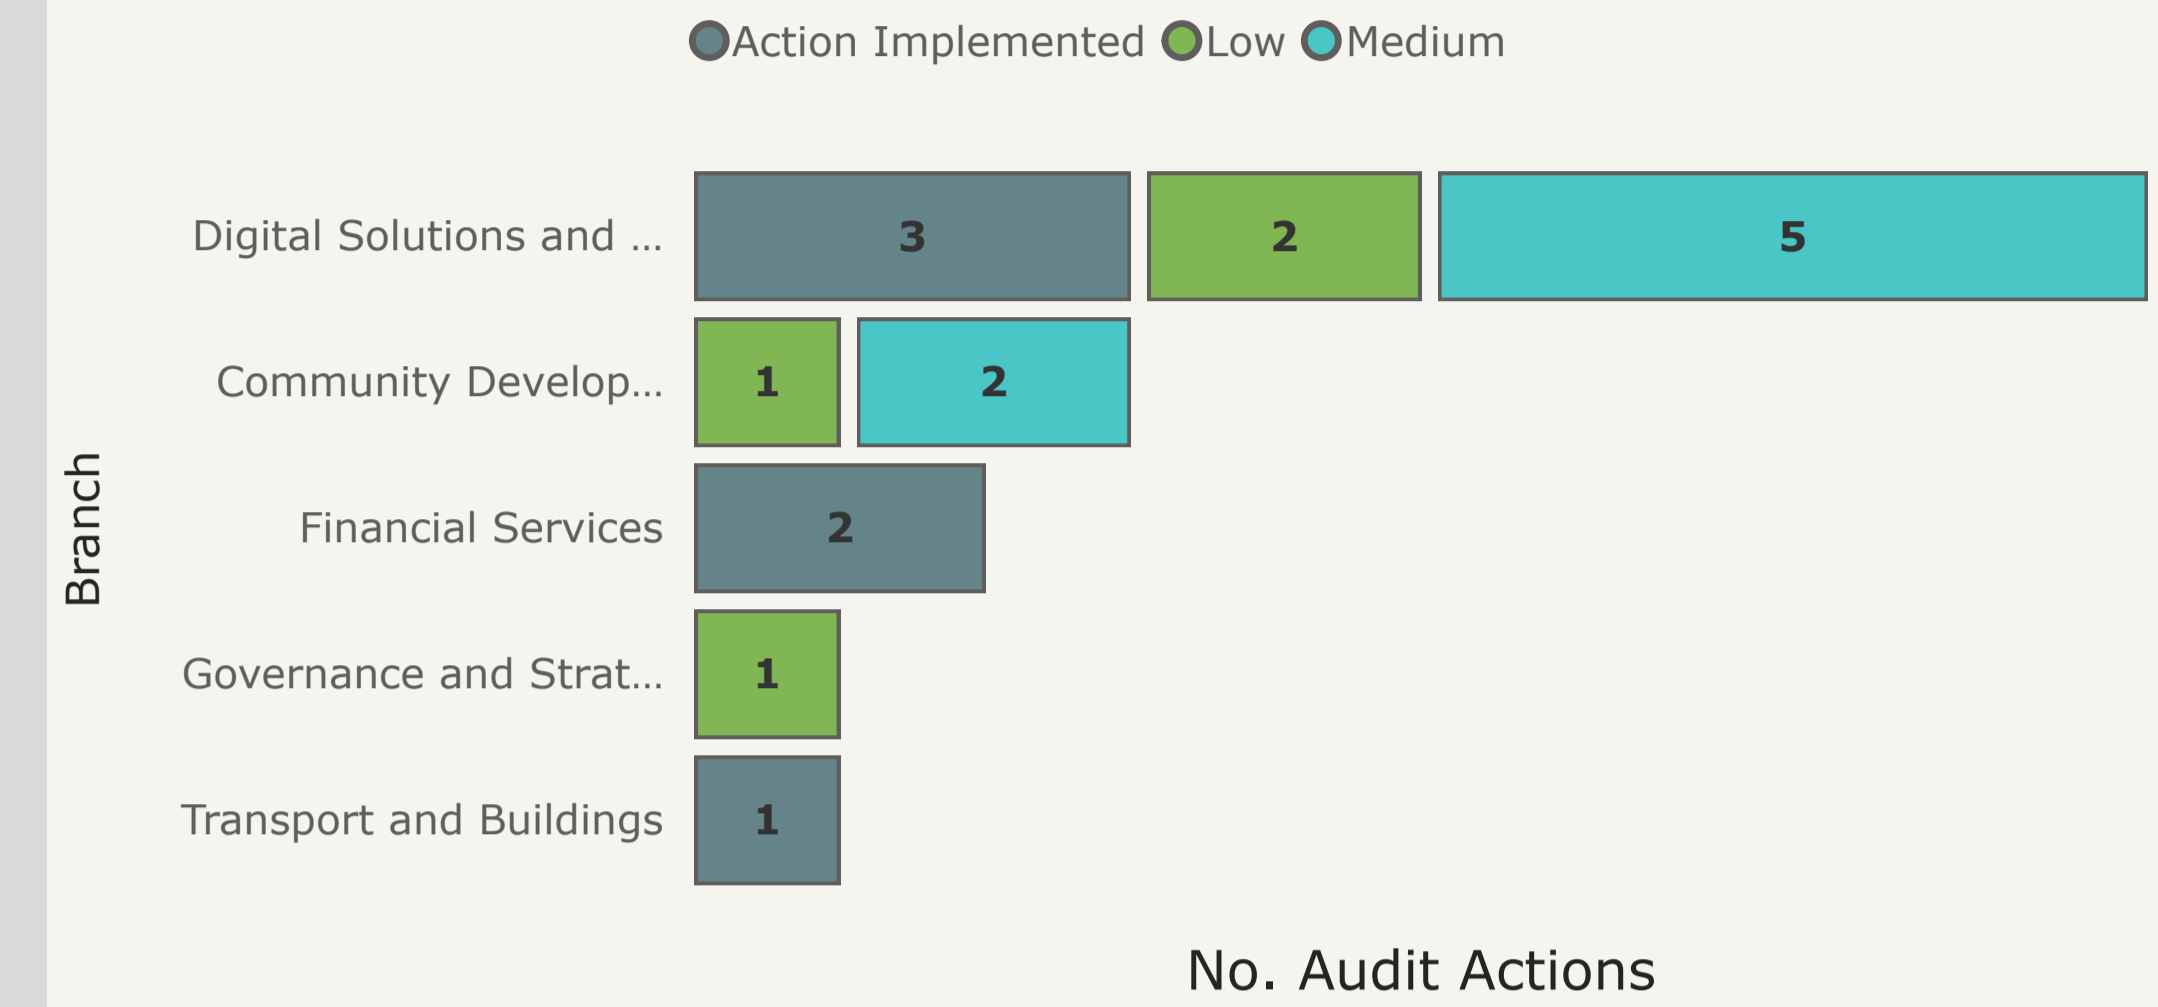 Action Implemented Low Medium
Digital Solutions and ... 3 2 5
Community Develop... 1 2
Financial Services 2
Governance and Strat... 1
Transport and Buildings 1
Branch
No. Audit Actions